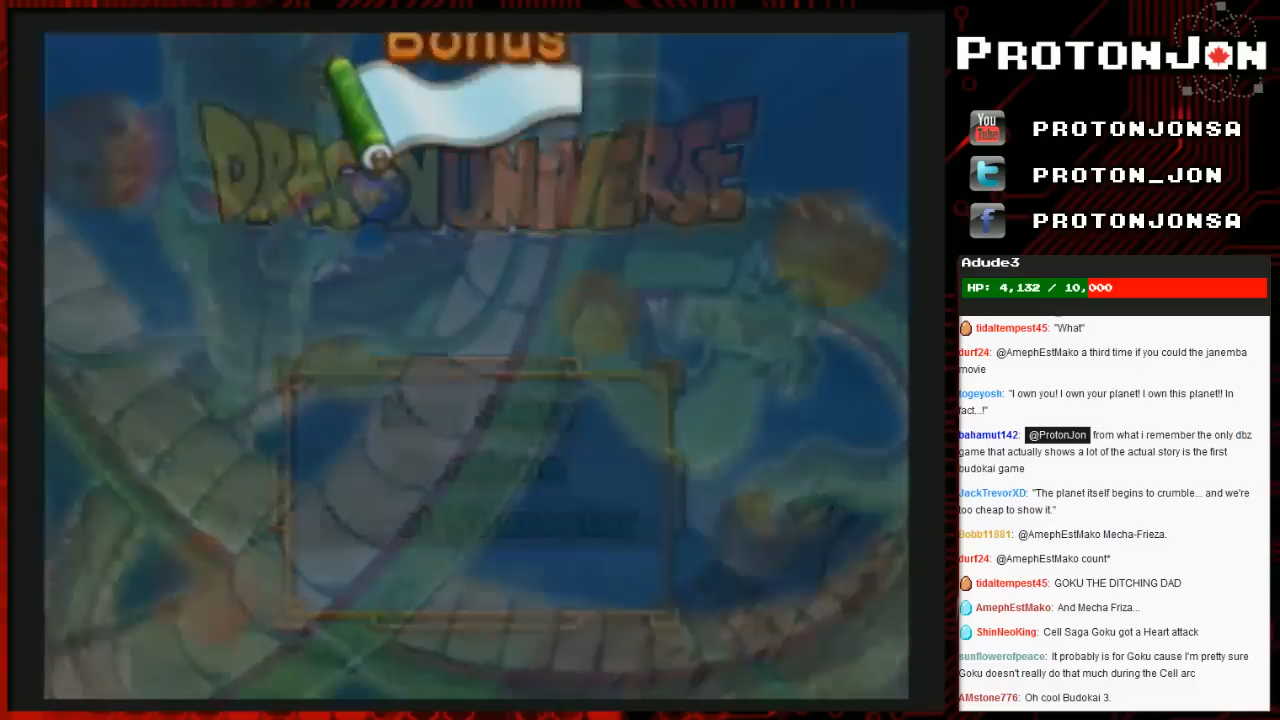 Bonus
DRAGON UNIVERSE
PROTONJON
You
Tube
PROTONJONSA
PROTON_JON
PROTONJONSA
Adude3
HP: 4,132 / 10,000
tidaltempest45: "What"
durf24: @AmephEstMako a third time if you could the janemba
movie
togeyosh: "I own you! I own your planet! I own this planet!! In
fact...!"
bahamut142: @ProtonJon from what i remember the only dbz
game that actually shows a lot of the actual story is the first
budokai game
JackTrevorXD: "The planet itself begins to crumble... and we're
too cheap to show it."
Bobb11881: @AmephEstMako Mecha-Frieza.
durf24: @AmephEstMako count*
tidaltempest45: GOKU THE DITCHING DAD
AmephEstMako: And Mecha Friza...
ShinNeoKing: Cell Saga Goku got a Heart attack
sunflowerofpeace: It probably is for Goku cause I'm pretty sure
Goku doesn't really do that much during the Cell arc
AMstone776: Oh cool Budokai 3.